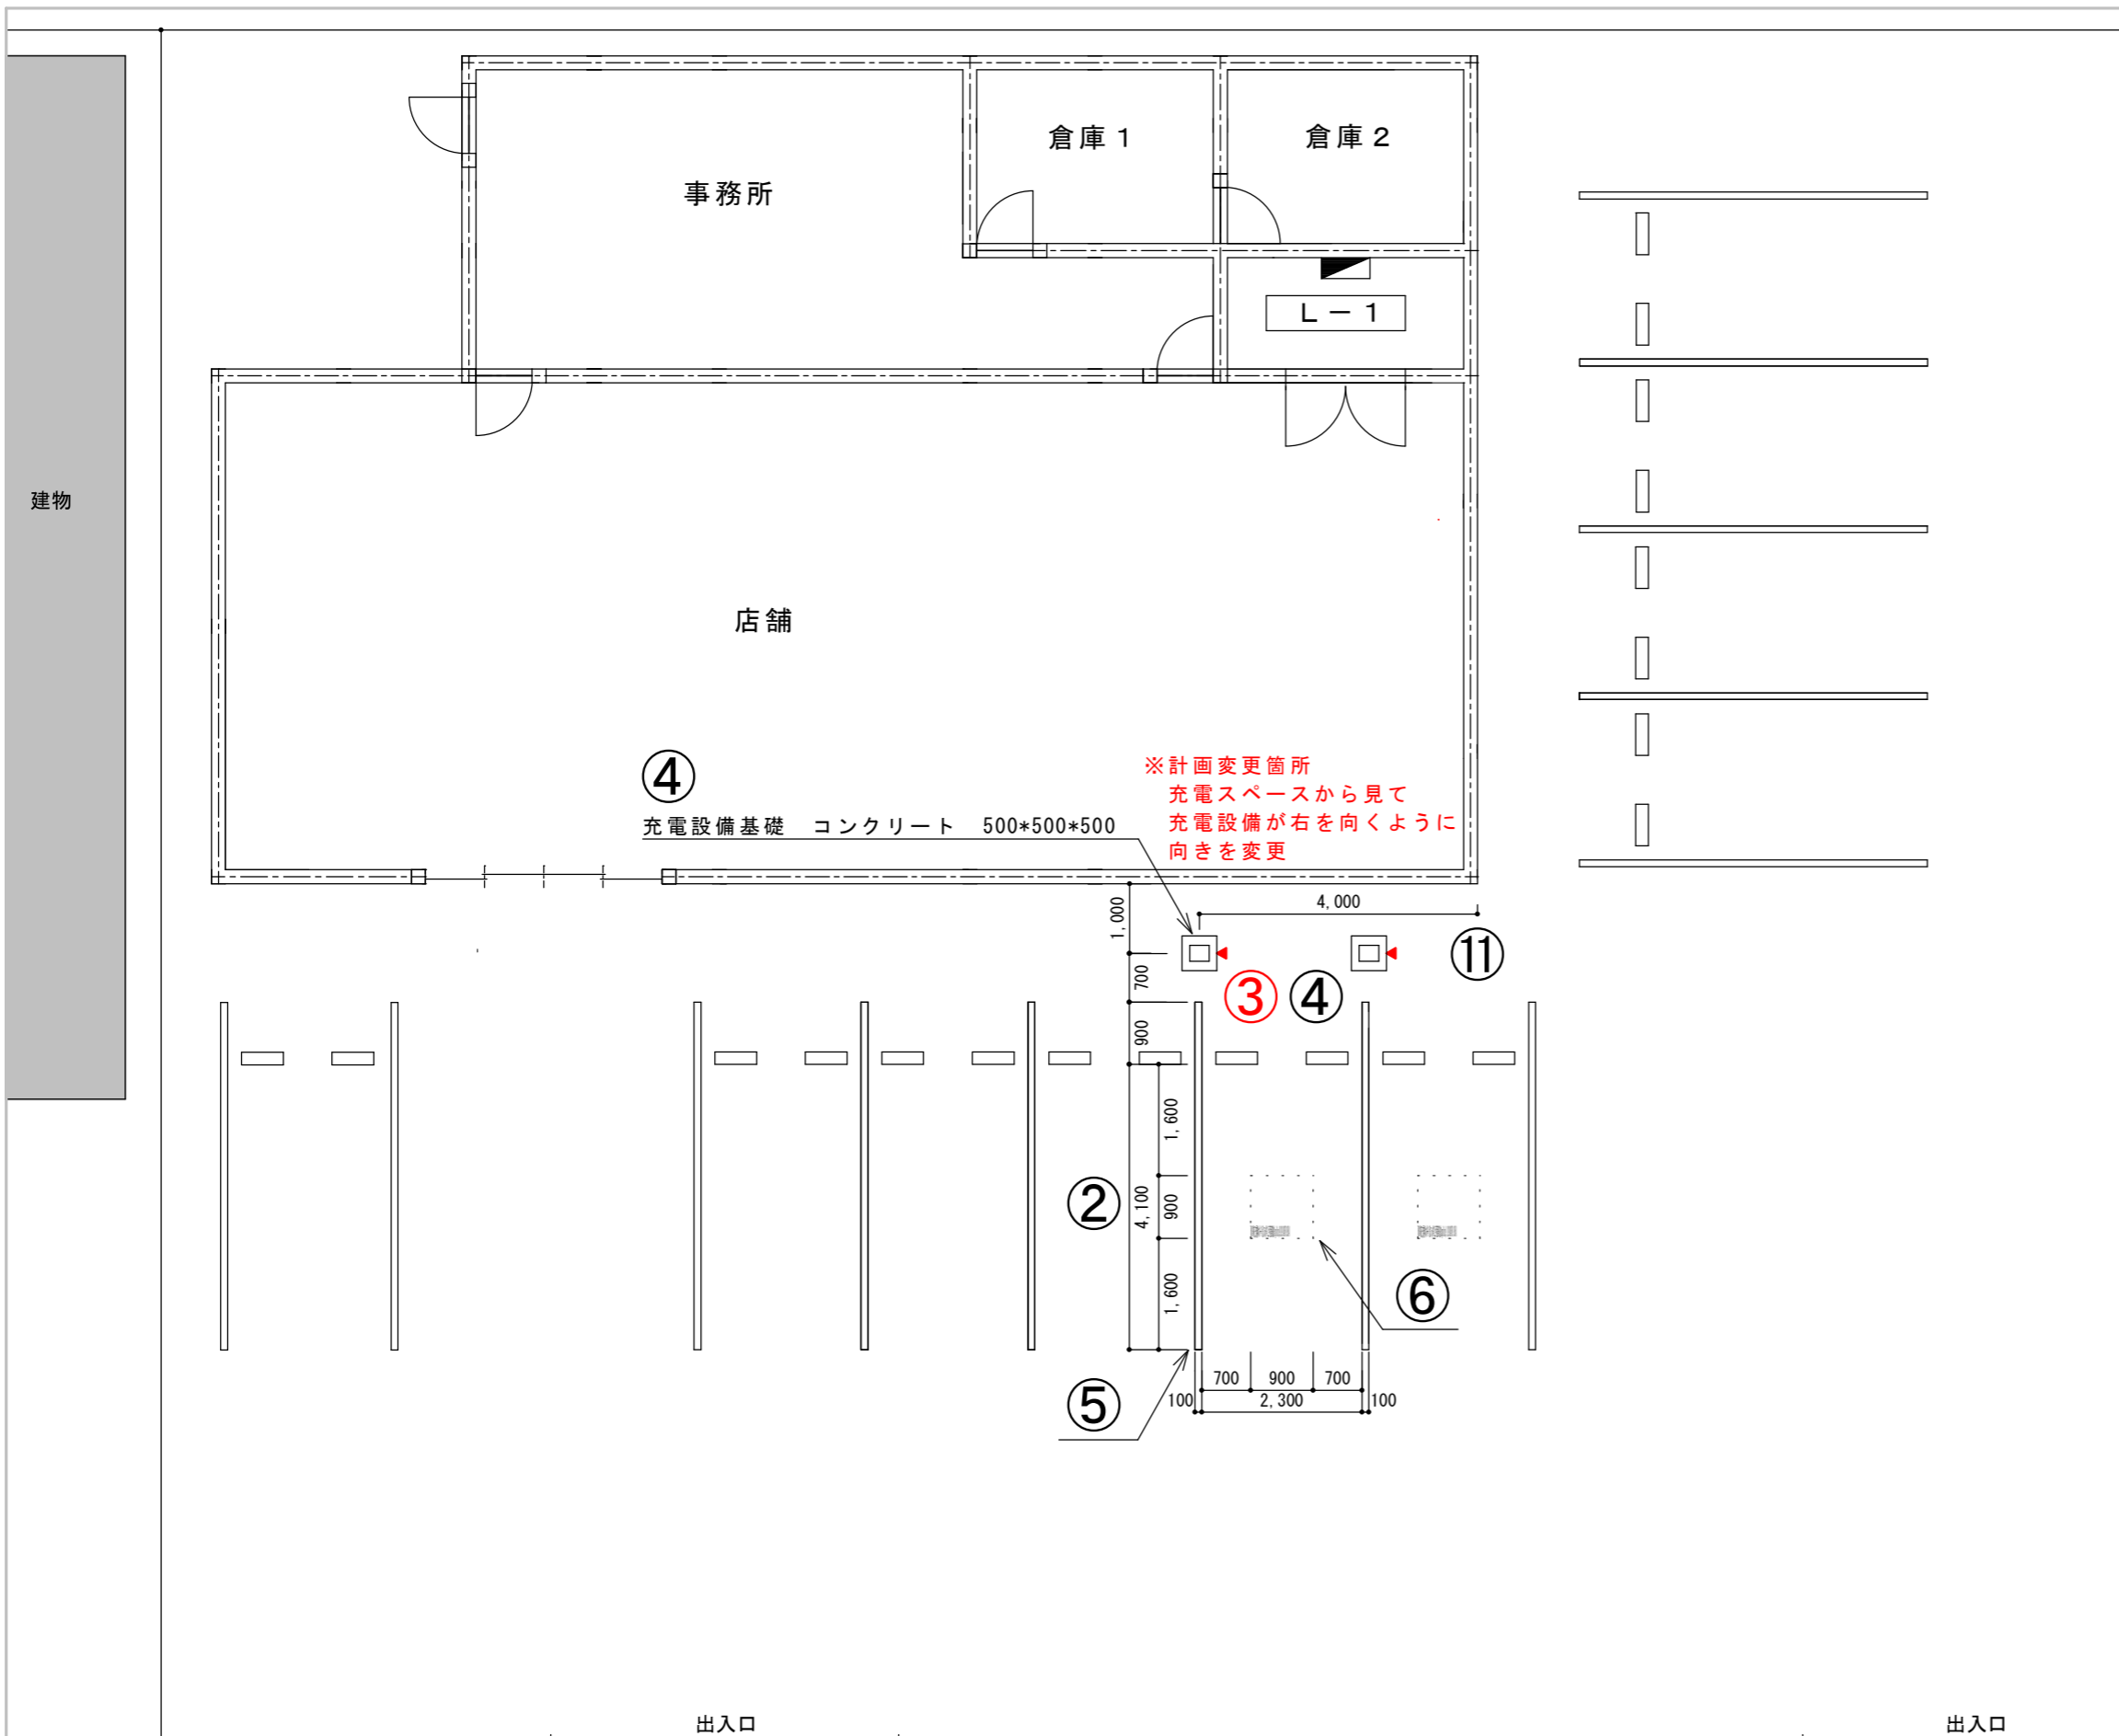 倉庫１
倉庫２
事務所
Ｌ－１
建物
店舗
④
充電設備基礎　コンクリート　500*500*500
※計画変更箇所
充電スペースから見て
充電設備が右を向くように
向きを変更
4,000
1,000
⑪
700
③
④
900
1,600
②
4,100
900
⑥
1,600
700
900
700
⑤
100
2,300
100
出入口
出入口